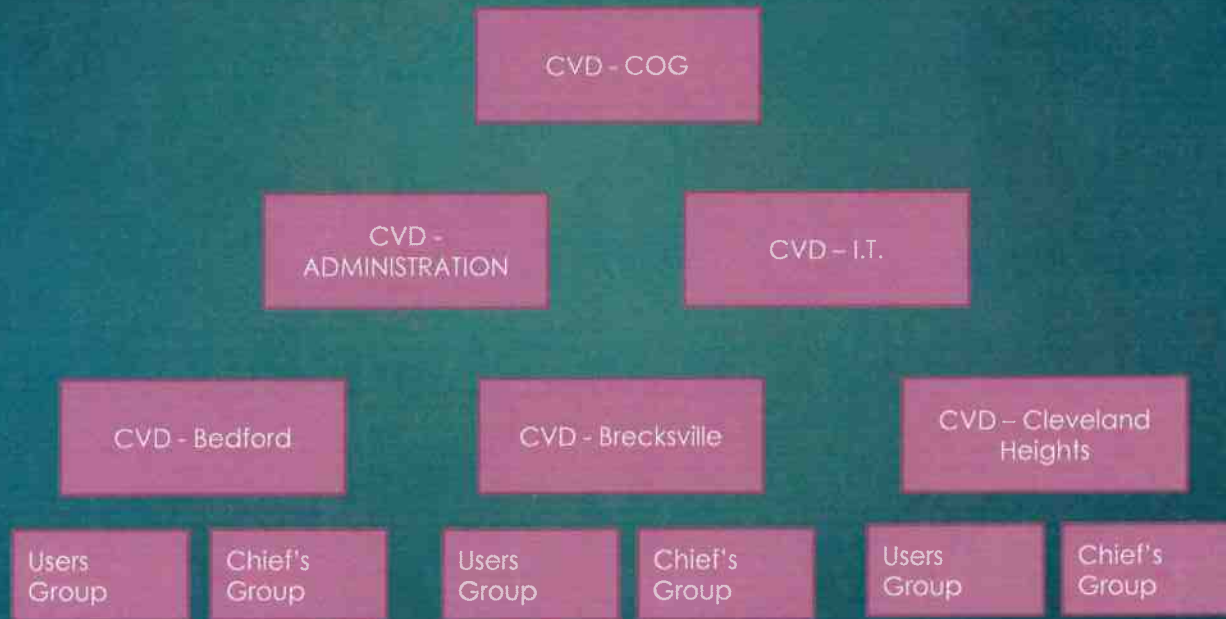 CVD - COG
CVD -
ADMINISTRATION
CVD – I.T.
CVD - Bedford
CVD - Brecksville
CVD – Cleveland
Heights
Users
Group
Chief's
Group
Users
Group
Chief's
Group
Users
Group
Chief's
Group